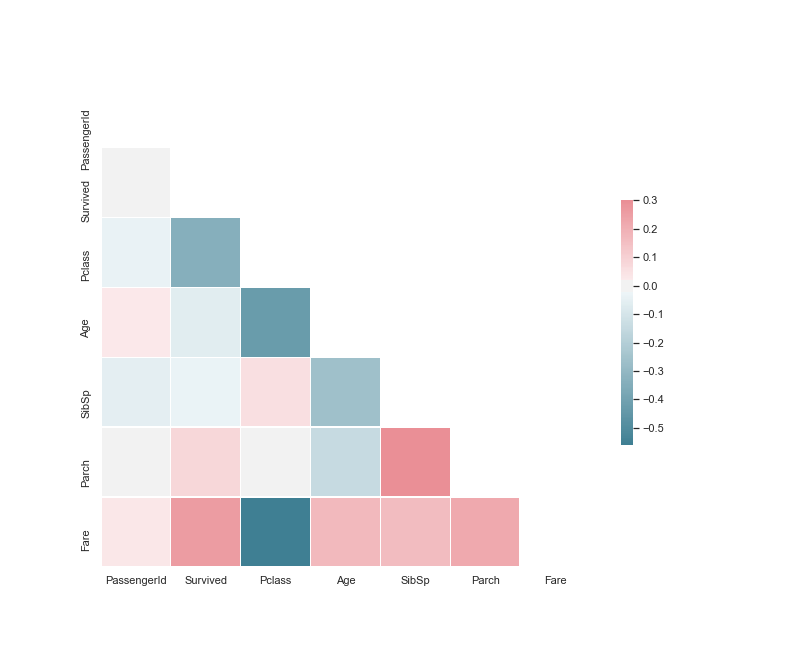 PassengerId
Survived
Pclass
Age
SibSp
Parch
Fare
PassengerId Survived Pclass Age SibSp Parch Fare
0.3
0.2
0.1
0.0
−0.1
−0.2
−0.3
−0.4
−0.5